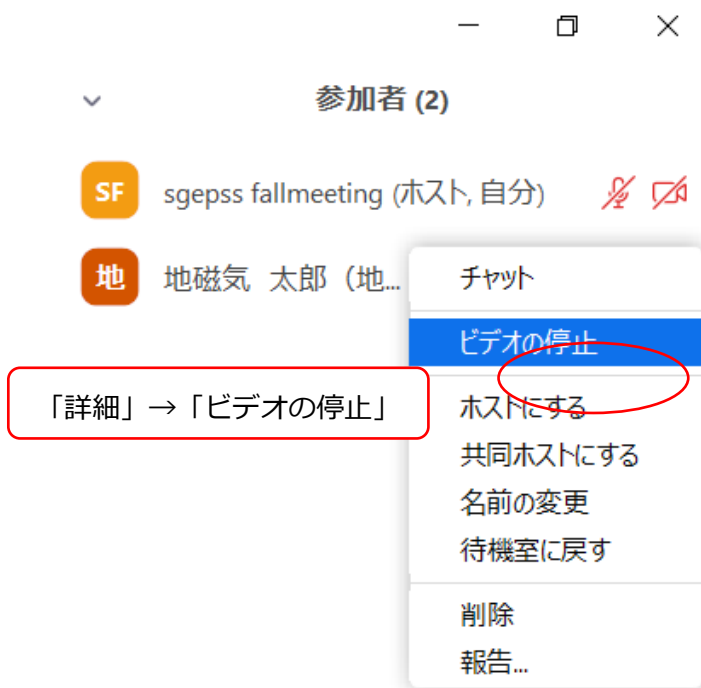 参加者 (2)
SF sgepss fallmeeting (ホスト, 自分)
地 地磁気 太郎（地...
チャット
ビデオの停止
「詳細」→「ビデオの停止」
ホストにする
共同ホストにする
名前の変更
待機室に戻す
削除
報告...